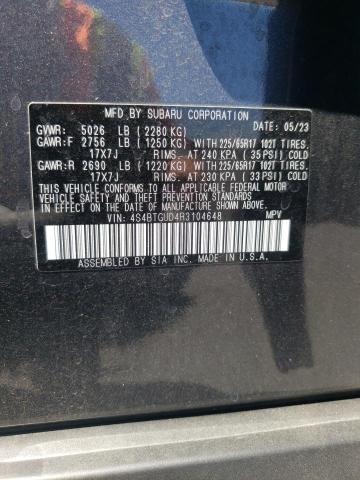 MFD. BY SUBARU CORPORATION
GVWR: 5026 LB (2280 KG) DATE: 05/23
GAWR:F 2756 LB (1250 KG) WITH 225/65R17 102T TIRES.
17X7J RIMS. AT 240 KPA (35 PSI) COLD
GAWR:R 2690 LB (1220 KG) WITH 225/65R17 102T TIRES.
17X7J RIMS. AT 230 KPA (33 PSI) COLD
THIS VEHICLE CONFORMS TO ALL APPLICABLE FEDERAL MOTOR
VEHICLE SAFETY AND THEFT PREVENTION STANDARDS IN EFFECT
ON THE DATE OF MANUFACTURE SHOWN ABOVE.
VIN: 4S4BTGUD4R3104648 MPV
ASSEMBLED BY SIA INC. MADE IN U.S.A.